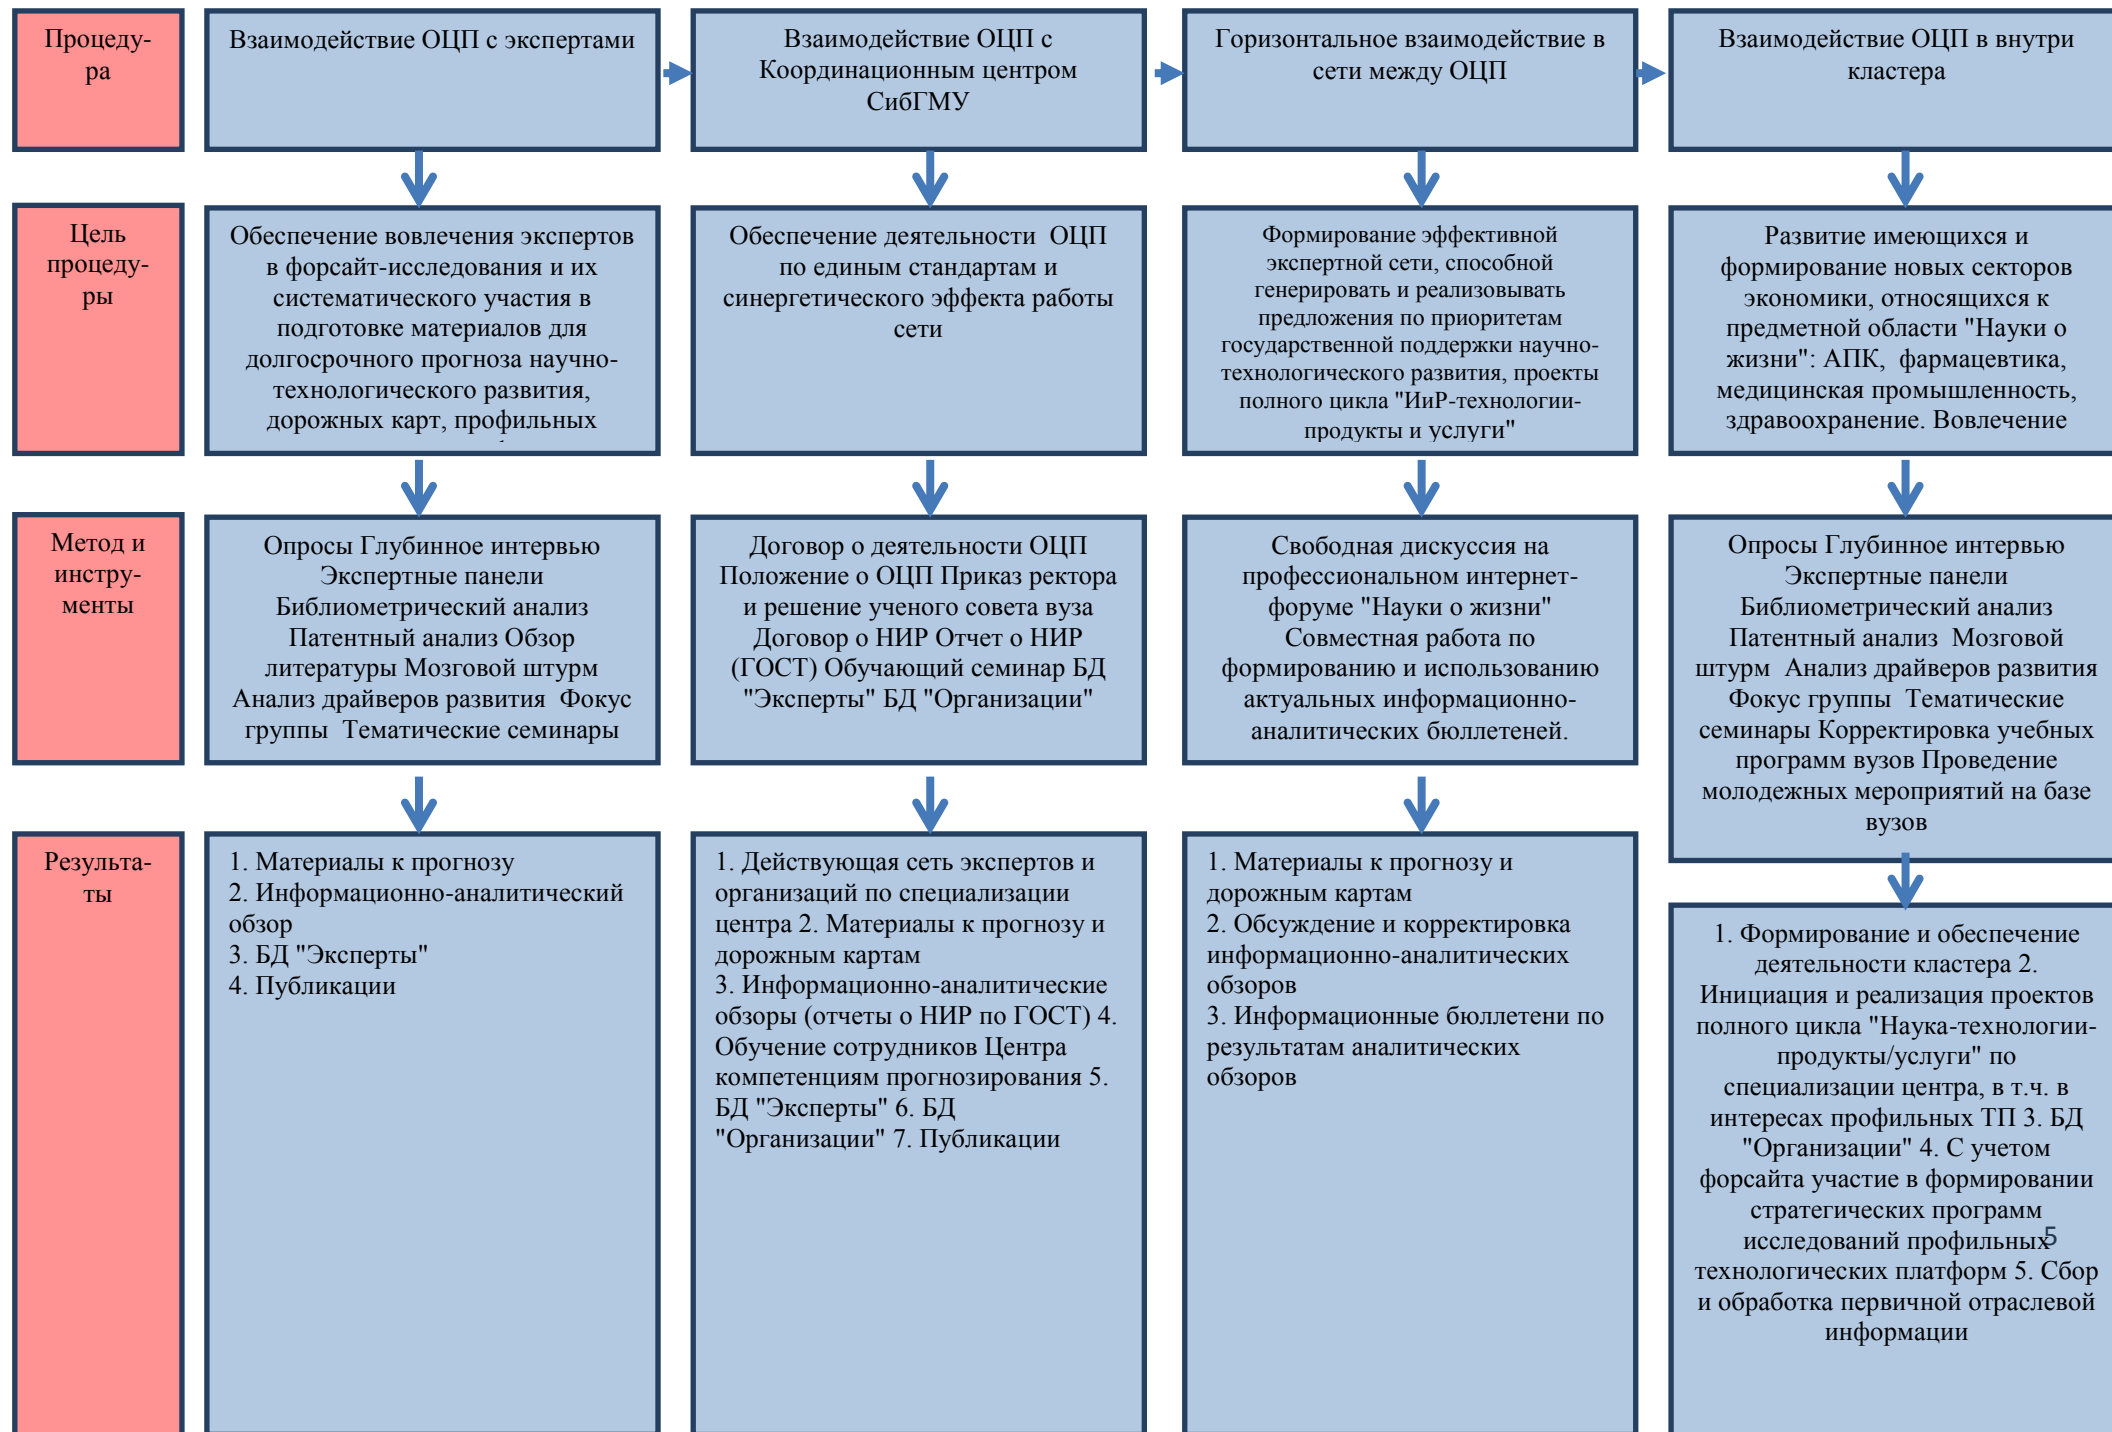 Процеду-
ра
Взаимодействие ОЦП с экспертами
Взаимодействие ОЦП с
Координационным центром
СибГМУ
Горизонтальное взаимодействие в
сети между ОЦП
Взаимодействие ОЦП в внутри
кластера
Цель
процеду-
ры
Обеспечение вовлечения экспертов
в форсайт-исследования и их
систематического участия в
подготовке материалов для
долгосрочного прогноза научно-
технологического развития,
дорожных карт, профильных
Обеспечение деятельности  ОЦП
по единым стандартам и
синергетического эффекта работы
сети
Формирование эффективной
экспертной сети, способной
генерировать и реализовывать
предложения по приоритетам
государственной поддержки научно-
технологического развития, проекты
полного цикла "ИиР-технологии-
продукты и услуги"
Развитие имеющихся и
формирование новых секторов
экономики, относящихся к
предметной области "Науки о
жизни": АПК,  фармацевтика,
медицинская промышленность,
здравоохранение. Вовлечение
Метод и
инстру-
менты
Опросы Глубинное интервью
Экспертные панели
Библиометрический анализ
Патентный анализ Обзор
литературы Мозговой штурм
Анализ драйверов развития  Фокус
группы  Тематические семинары
Договор о деятельности ОЦП
Положение о ОЦП Приказ ректора
и решение ученого совета вуза
Договор о НИР Отчет о НИР
(ГОСТ) Обучающий семинар БД
"Эксперты" БД "Организации"
Свободная дискуссия на
профессиональном интернет-
форуме "Науки о жизни"
Совместная работа по
формированию и использованию
актуальных информационно-
аналитических бюллетеней.
Опросы Глубинное интервью
Экспертные панели
Библиометрический анализ
Патентный анализ  Мозговой
штурм  Анализ драйверов развития
Фокус группы  Тематические
семинары Корректировка учебных
программ вузов Проведение
молодежных мероприятий на базе
вузов
Результа-
ты
1. Материалы к прогнозу
2. Информационно-аналитический
обзор
3. БД "Эксперты"
4. Публикации
1. Действующая сеть экспертов и
организаций по специализации
центра 2. Материалы к прогнозу и
дорожным картам
3. Информационно-аналитические
обзоры (отчеты о НИР по ГОСТ) 4.
Обучение сотрудников Центра
компетенциям прогнозирования 5.
БД "Эксперты" 6. БД
"Организации" 7. Публикации
1. Материалы к прогнозу и
дорожным картам
2. Обсуждение и корректировка
информационно-аналитических
обзоров
3. Информационные бюллетени по
результатам аналитических
обзоров
1. Формирование и обеспечение
деятельности кластера 2.
Инициация и реализация проектов
полного цикла "Наука-технологии-
продукты/услуги" по
специализации центра, в т.ч. в
интересах профильных ТП 3. БД
"Организации" 4. С учетом
форсайта участие в формировании
стратегических программ
исследований профильных
технологических платформ 5. Сбор
и обработка первичной отраслевой
информации
5